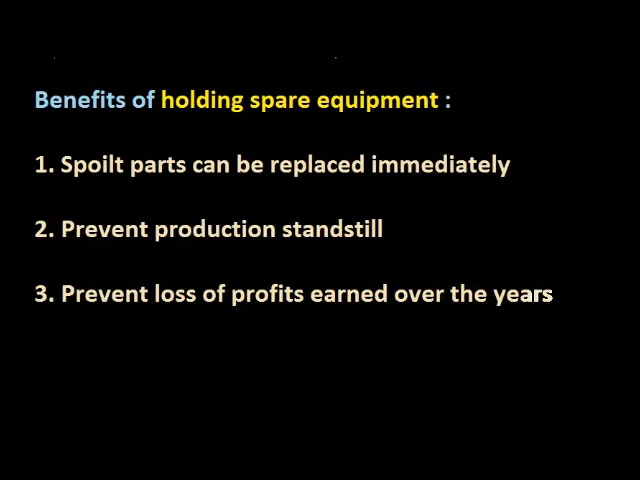 Benefits of holding spare equipment :
1. Spoilt parts can be replaced immediately
2. Prevent production standstill
3. Prevent loss of profits earned over the years